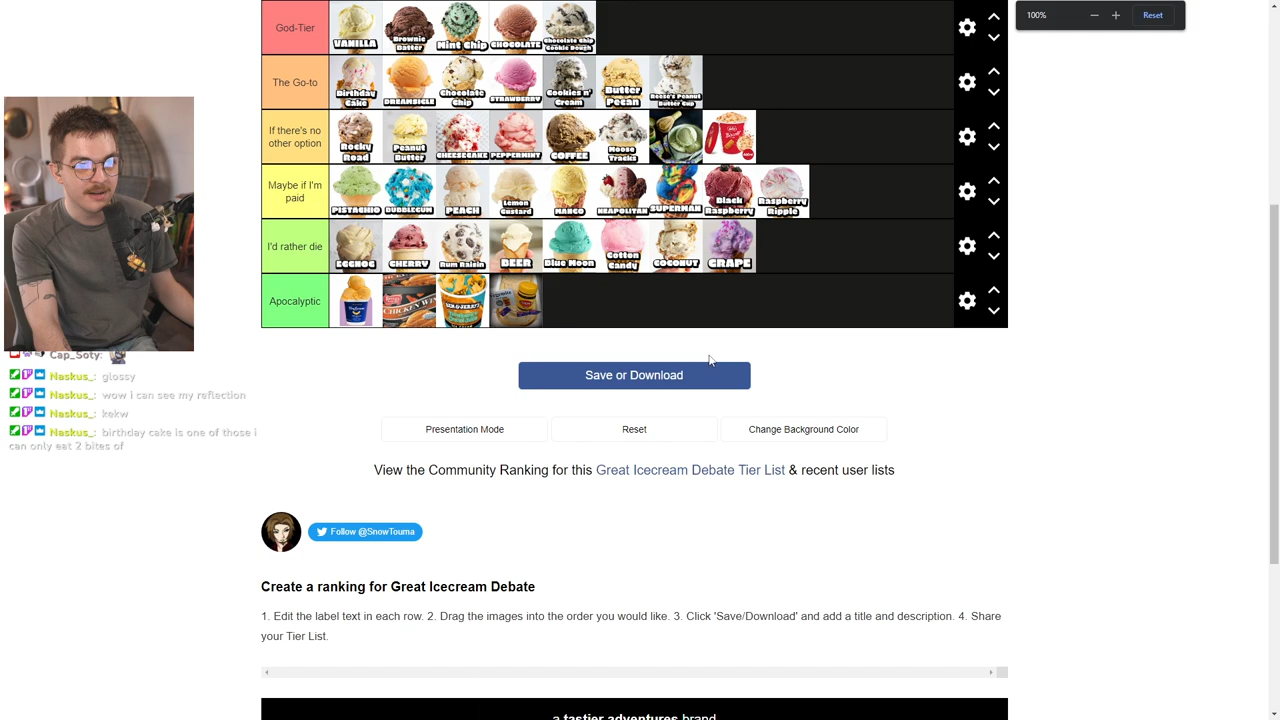 100%
Reset
God-Tier
VANILLA
Brownie Batter
Mint Chip
CHOCOLATE
Chocolate Chip Cookie Dough
The Go-to
Birthday Cake
DREAMSICLE
Chocolate Chip
STRAWBERRY
Cookies n' Cream
Butter Pecan
Reese's Peanut Butter Cup
If there's no other option
Rocky Road
Peanut Butter
CHEESECAKE
PEPPERMINT
COFFEE
Moose Tracks
Maybe if I'm paid
PISTACHIO
BUBBLEGUM
PEACH
Lemon Custard
MANGO
NEAPOLITAN
SUPERMAN
Black Raspberry
Raspberry Ripple
I'd rather die
EGGNOG
CHERRY
Rum Raisin
BEER
Blue Moon
Cotton Candy
COCONUT
GRAPE
Apocalyptic
CHICKEN WIN
BEN & JERRY'S
Cap_Soty:
Naskus_: glossy
Naskus_: wow i can see my reflection
Naskus_: kekw
Naskus_: birthday cake is one of those i
can only eat 2 bites of
Save or Download
Presentation Mode
Reset
Change Background Color
View the Community Ranking for this Great Icecream Debate Tier List & recent user lists
Follow @SnowTouma
Create a ranking for Great Icecream Debate
1. Edit the label text in each row. 2. Drag the images into the order you would like. 3. Click 'Save/Download' and add a title and description. 4. Share
your Tier List.
a tastier adventures brand